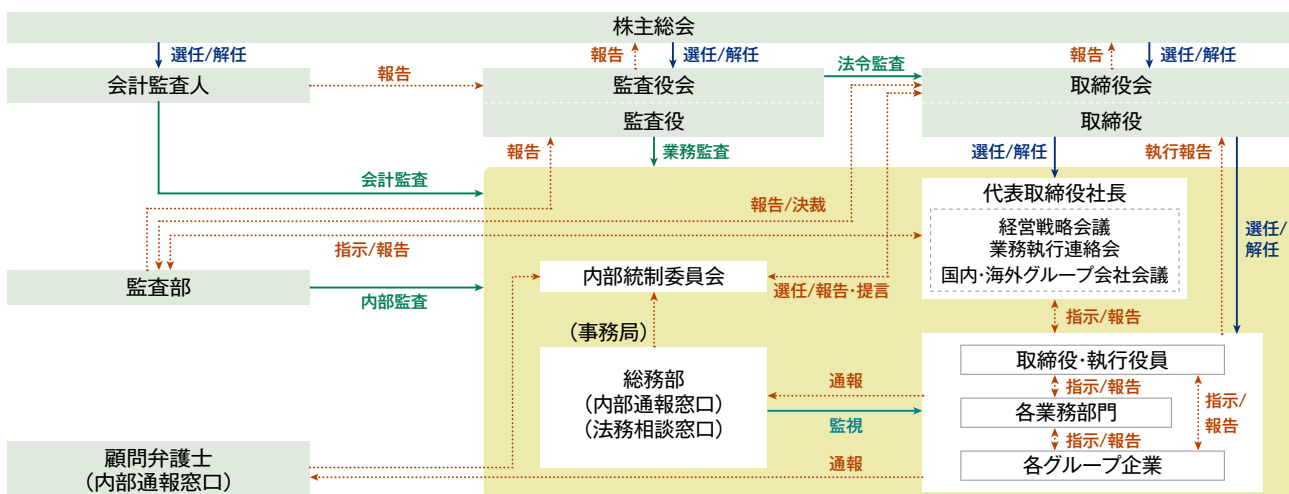 株主総会
選任/解任
報告
選任/解任
報告
選任/解任
会計監査人
報告
監査役会
法令監査
取締役会
監査役
取締役
報告
業務監査
選任/解任
執行報告
会計監査
代表取締役社長
報告/決裁
経営戦略会議
業務執行連絡会
国内・海外グループ会社会議
選任/
解任
指示/報告
監査部
内部監査
内部統制委員会
選任/報告・提言
指示/報告
（事務局）
取締役・執行役員
総務部
（内部通報窓口）
（法務相談窓口）
通報
監視
指示/報告
各業務部門
指示/報告
指示/
報告
各グループ企業
顧問弁護士
（内部通報窓口）
通報